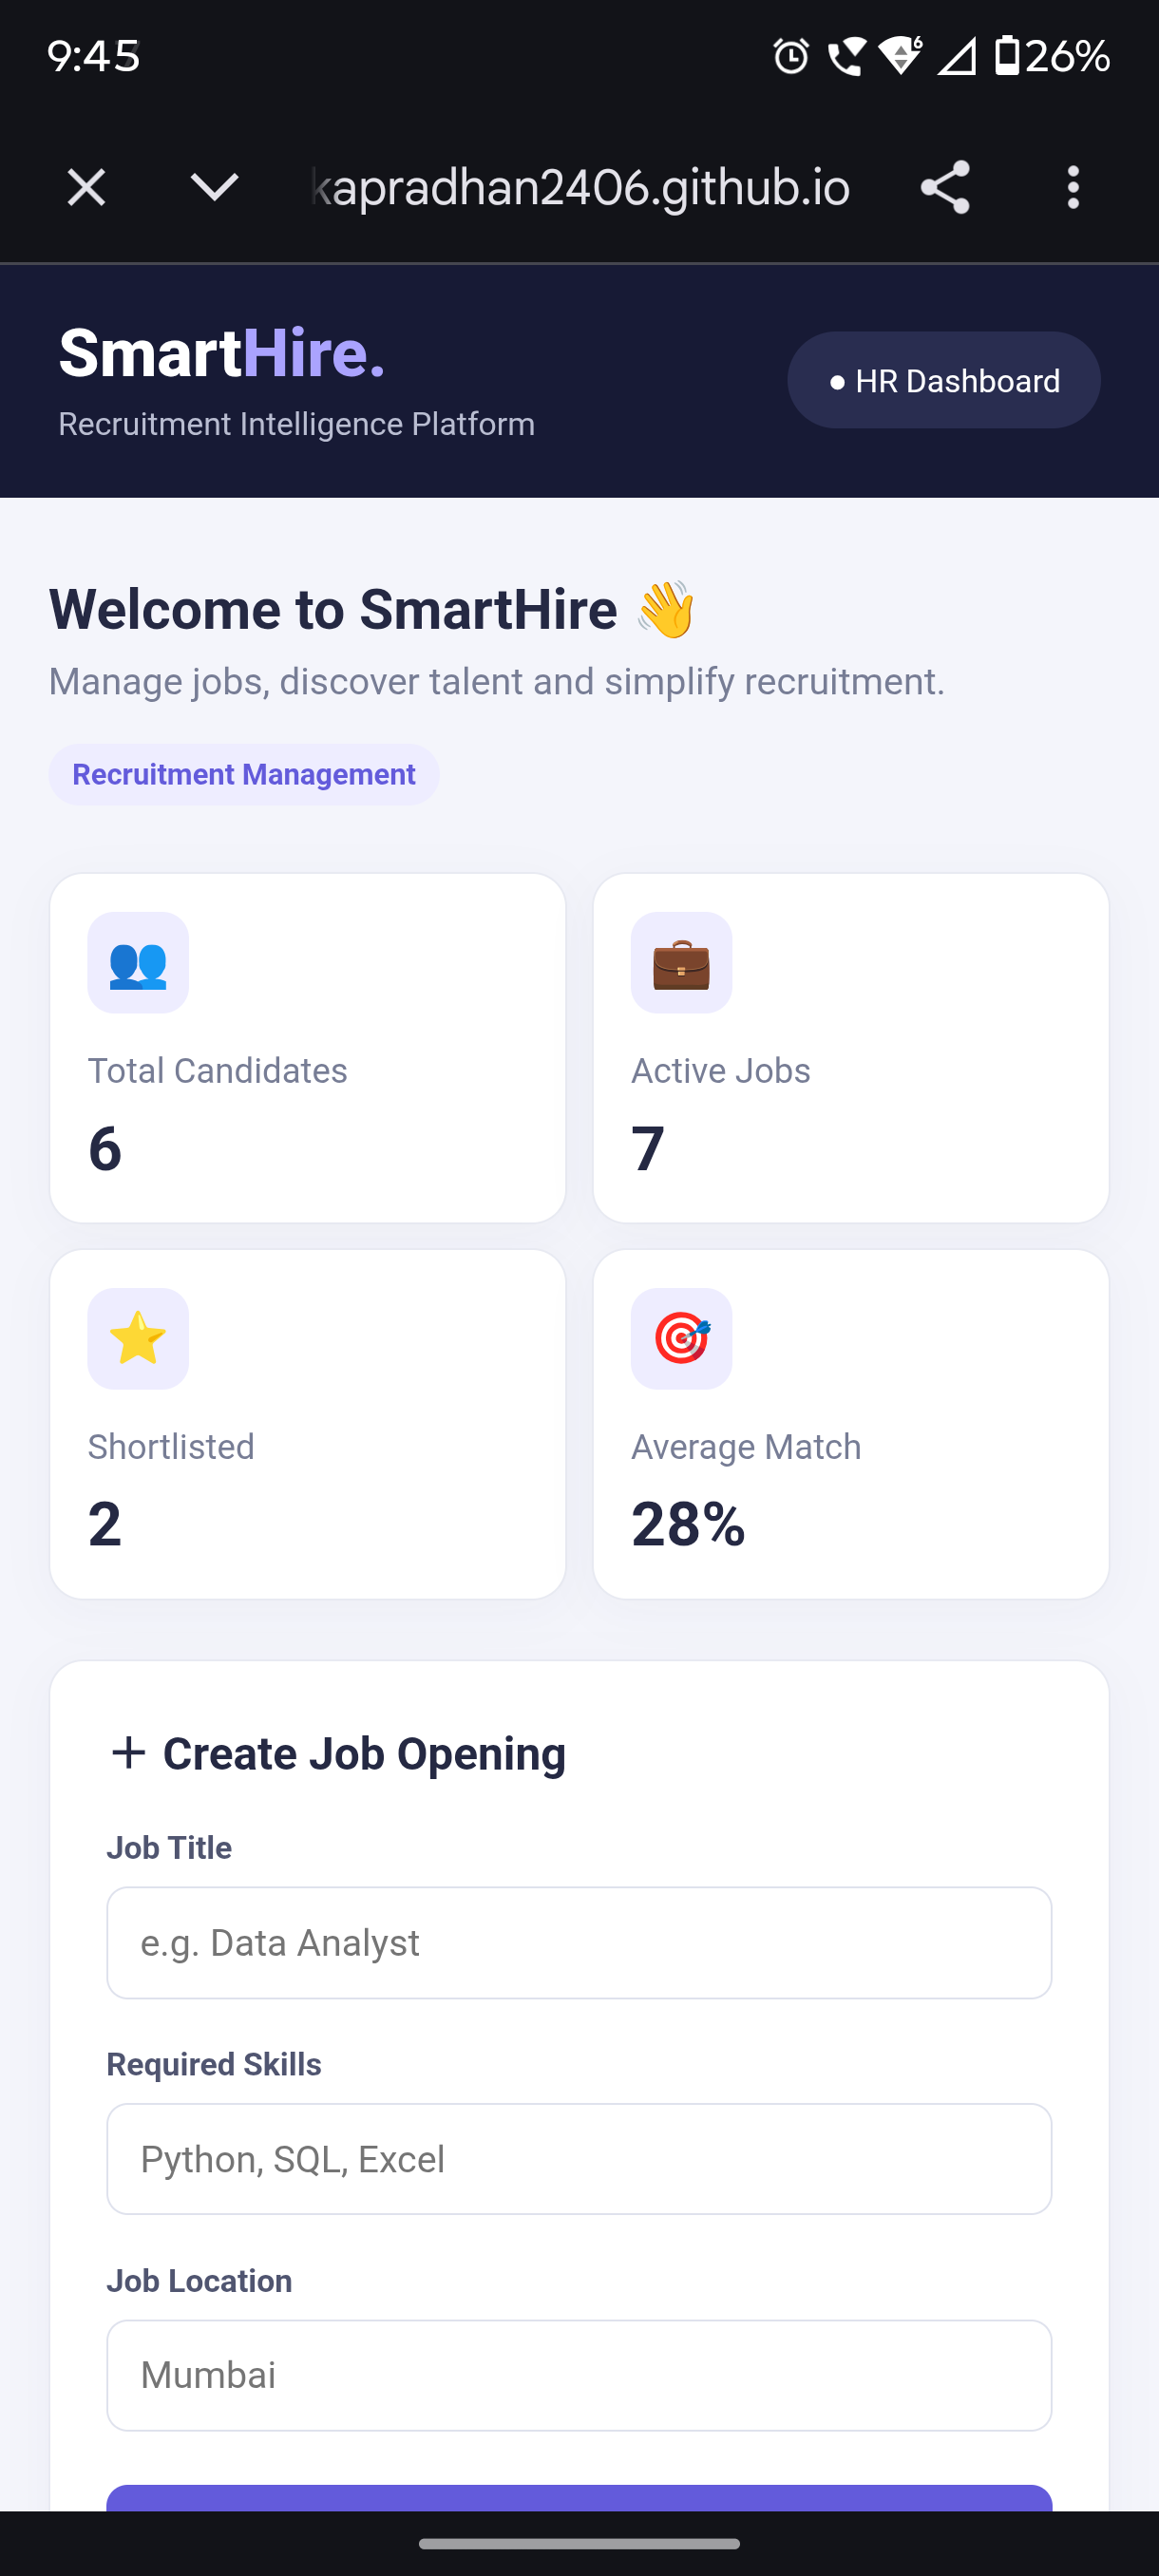 9:45
6
26%
kapradhan2406.github.io
SmartHire.
Recruitment Intelligence Platform
● HR Dashboard
Welcome to SmartHire 👋
Manage jobs, discover talent and simplify recruitment.
Recruitment Management
Total Candidates
6
Active Jobs
7
Shortlisted
2
Average Match
28%
+ Create Job Opening
Job Title
e.g. Data Analyst
Required Skills
Python, SQL, Excel
Job Location
Mumbai